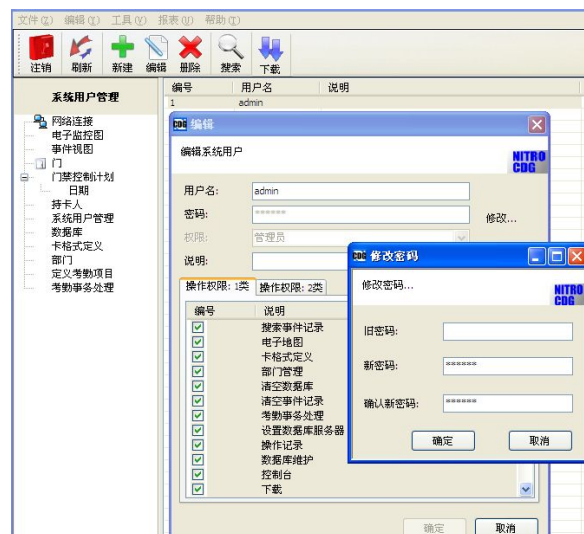 文件(F) 编辑(E) 工具(T) 报表(R) 帮助(H)
注销 刷新 新建 编辑 删除 搜索 下载
系统用户管理
网络连接
电子监控图
事件视图
门
门禁控制计划
日期
持卡人
系统用户管理
数据库
卡格式定义
部门
定义考勤项目
考勤事务处理
编号 用户名 说明
1 admin
CDG 编辑
编辑系统用户
NITRO
CDG
用户名: admin
密码: ****** 修改...
权限: 管理员
说明:
操作权限: 1类 操作权限: 2类
编号 说明
搜索事件记录
电子地图
卡格式定义
部门管理
清空数据库
清空事件记录
考勤事务处理
设置数据库服务器
操作记录
数据库维护
控制台
下载
确定 取消
CDG 修改密码
修改密码...
NITRO
CDG
旧密码:
新密码: ******
确认新密码: ******
确定 取消